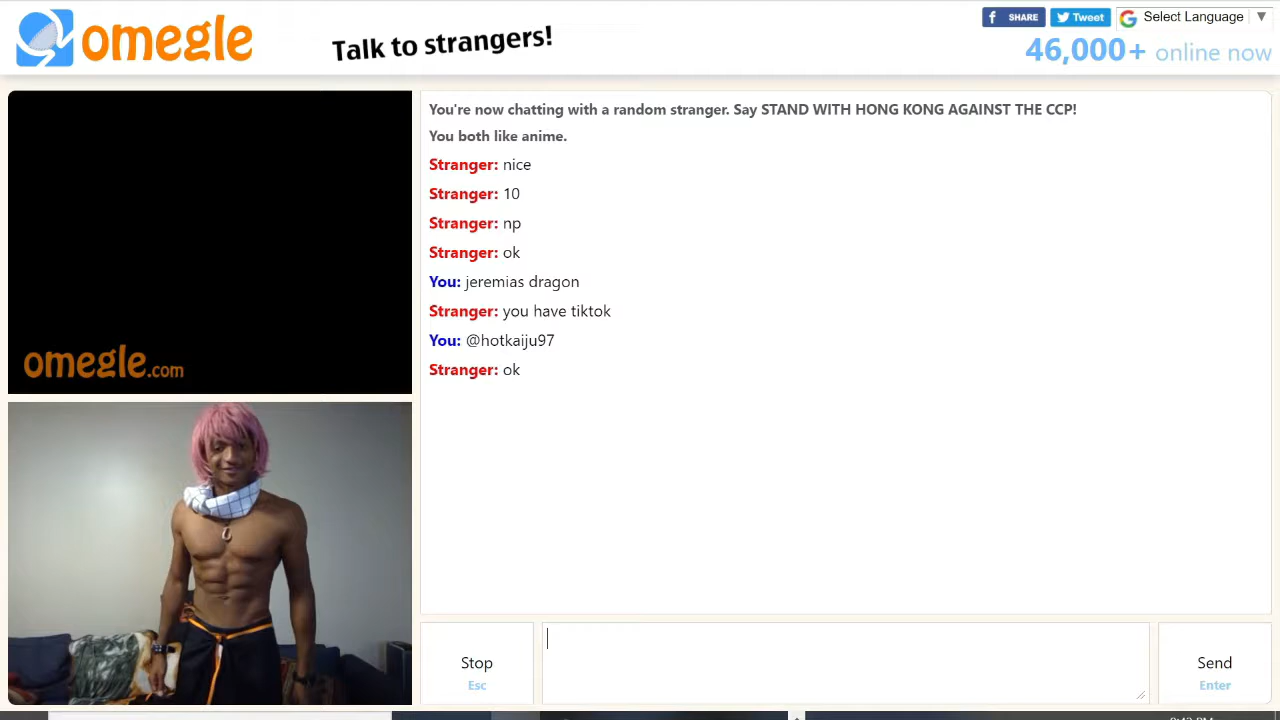 omegle
Talk to strangers!
f SHARE
Tweet
G Select Language ▼
46,000+ online now
omegle.com
You're now chatting with a random stranger. Say STAND WITH HONG KONG AGAINST THE CCP!
You both like anime.
Stranger: nice
Stranger: 10
Stranger: np
Stranger: ok
You: jeremias dragon
Stranger: you have tiktok
You: @hotkaiju97
Stranger: ok
Stop
Esc
Send
Enter